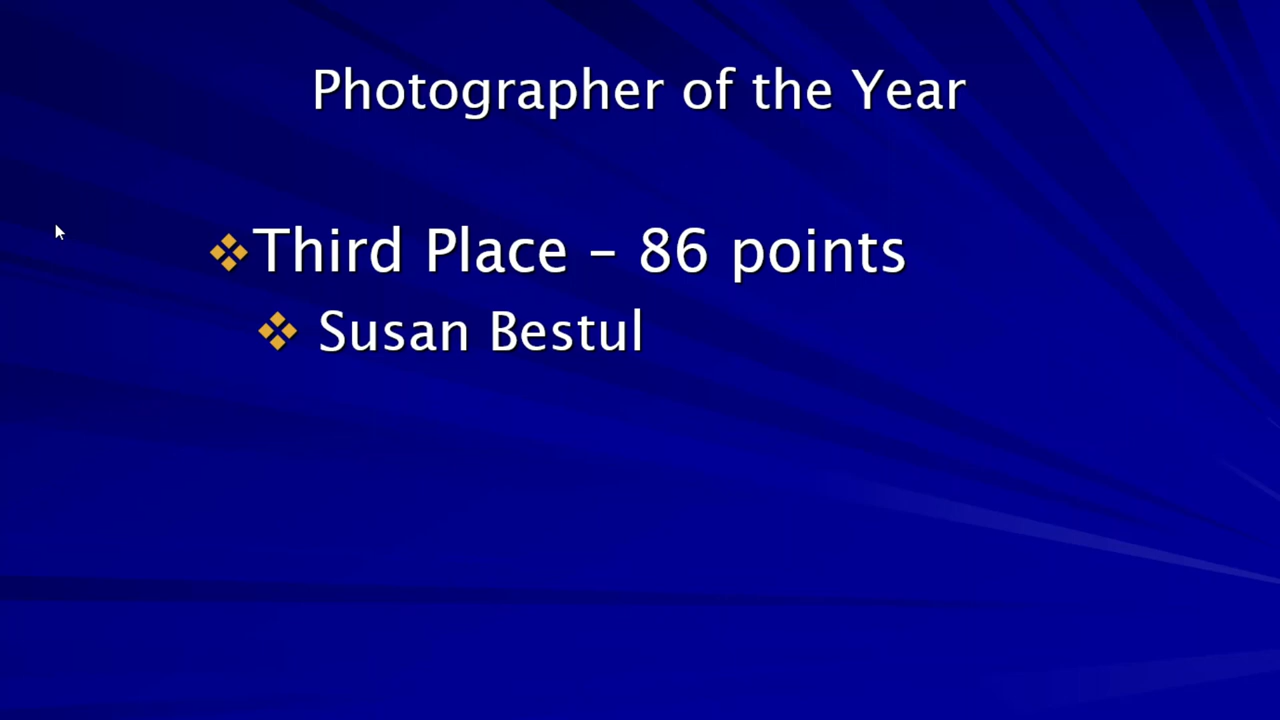 Photographer of the Year
Third Place – 86 points
Susan Bestul